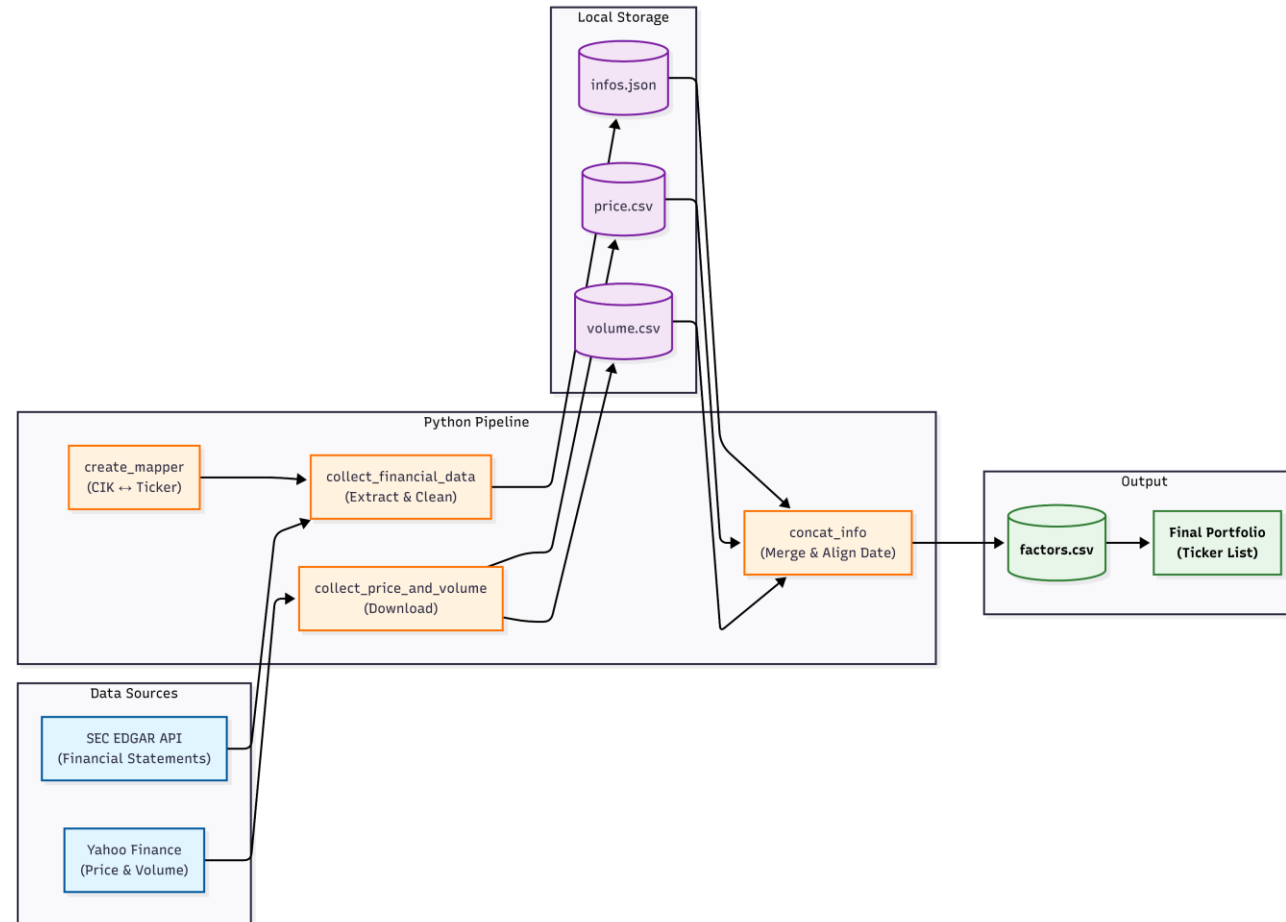 Local Storage
infos.json
price.csv
volume.csv
Python Pipeline
create_mapper
(CIK ↔ Ticker)
collect_financial_data
(Extract & Clean)
collect_price_and_volume
(Download)
concat_info
(Merge & Align Date)
Output
factors.csv
Final Portfolio
(Ticker List)
Data Sources
SEC EDGAR API
(Financial Statements)
Yahoo Finance
(Price & Volume)